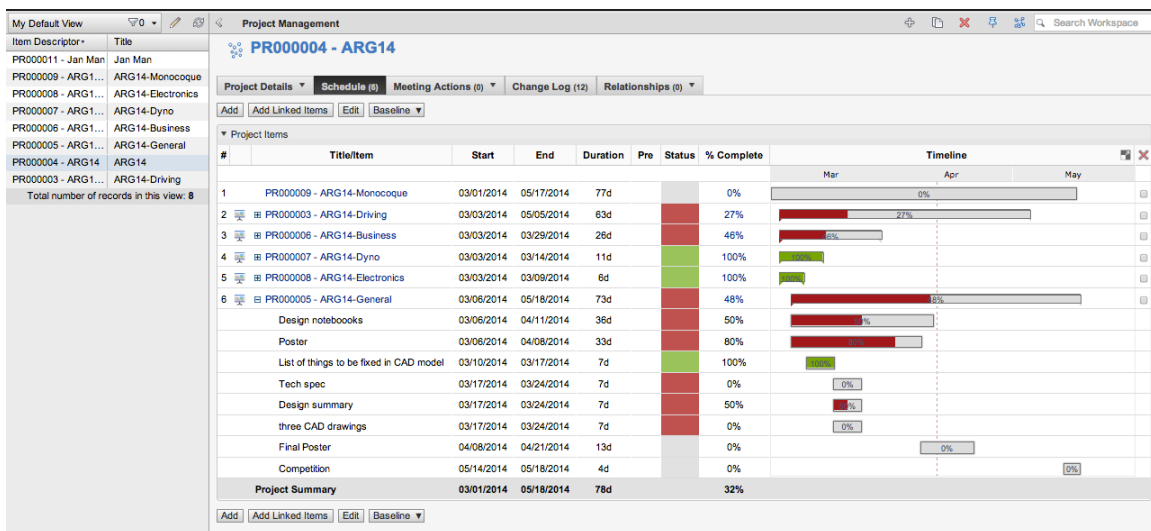 My Default View 0 Project Management Search Workspace
Item Descriptor Title
PR000011 - Jan Man Jan Man
PR000009 - ARG1... ARG14-Monocoque
PR000008 - ARG1... ARG14-Electronics
PR000007 - ARG1... ARG14-Dyno
PR000006 - ARG1... ARG14-Business
PR000005 - ARG1... ARG14-General
PR000004 - ARG14 ARG14
PR000003 - ARG1... ARG14-Driving
Total number of records in this view: 8
PR000004 - ARG14
Project Details Schedule (6) Meeting Actions (0) Change Log (12) Relationships (0)
Add Add Linked Items Edit Baseline
Project Items
# Title/Item Start End Duration Pre Status % Complete Timeline
Mar Apr May
1 PR000009 - ARG14-Monocoque 03/01/2014 05/17/2014 77d 0% 0%
2 PR000003 - ARG14-Driving 03/03/2014 05/05/2014 63d 27% 27%
3 PR000006 - ARG14-Business 03/03/2014 03/29/2014 26d 46%
4 PR000007 - ARG14-Dyno 03/03/2014 03/14/2014 11d 100% 100%
5 PR000008 - ARG14-Electronics 03/03/2014 03/09/2014 6d 100% 100%
6 PR000005 - ARG14-General 03/06/2014 05/18/2014 73d 48%
Design noteboooks 03/06/2014 04/11/2014 36d 50%
Poster 03/06/2014 04/08/2014 33d 80% 80%
List of things to be fixed in CAD model 03/10/2014 03/17/2014 7d 100% 100%
Tech spec 03/17/2014 03/24/2014 7d 0% 0%
Design summary 03/17/2014 03/24/2014 7d 50%
three CAD drawings 03/17/2014 03/24/2014 7d 0% 0%
Final Poster 04/08/2014 04/21/2014 13d 0% 0%
Competition 05/14/2014 05/18/2014 4d 0% 0%
Project Summary 03/01/2014 05/18/2014 78d 32%
Add Add Linked Items Edit Baseline